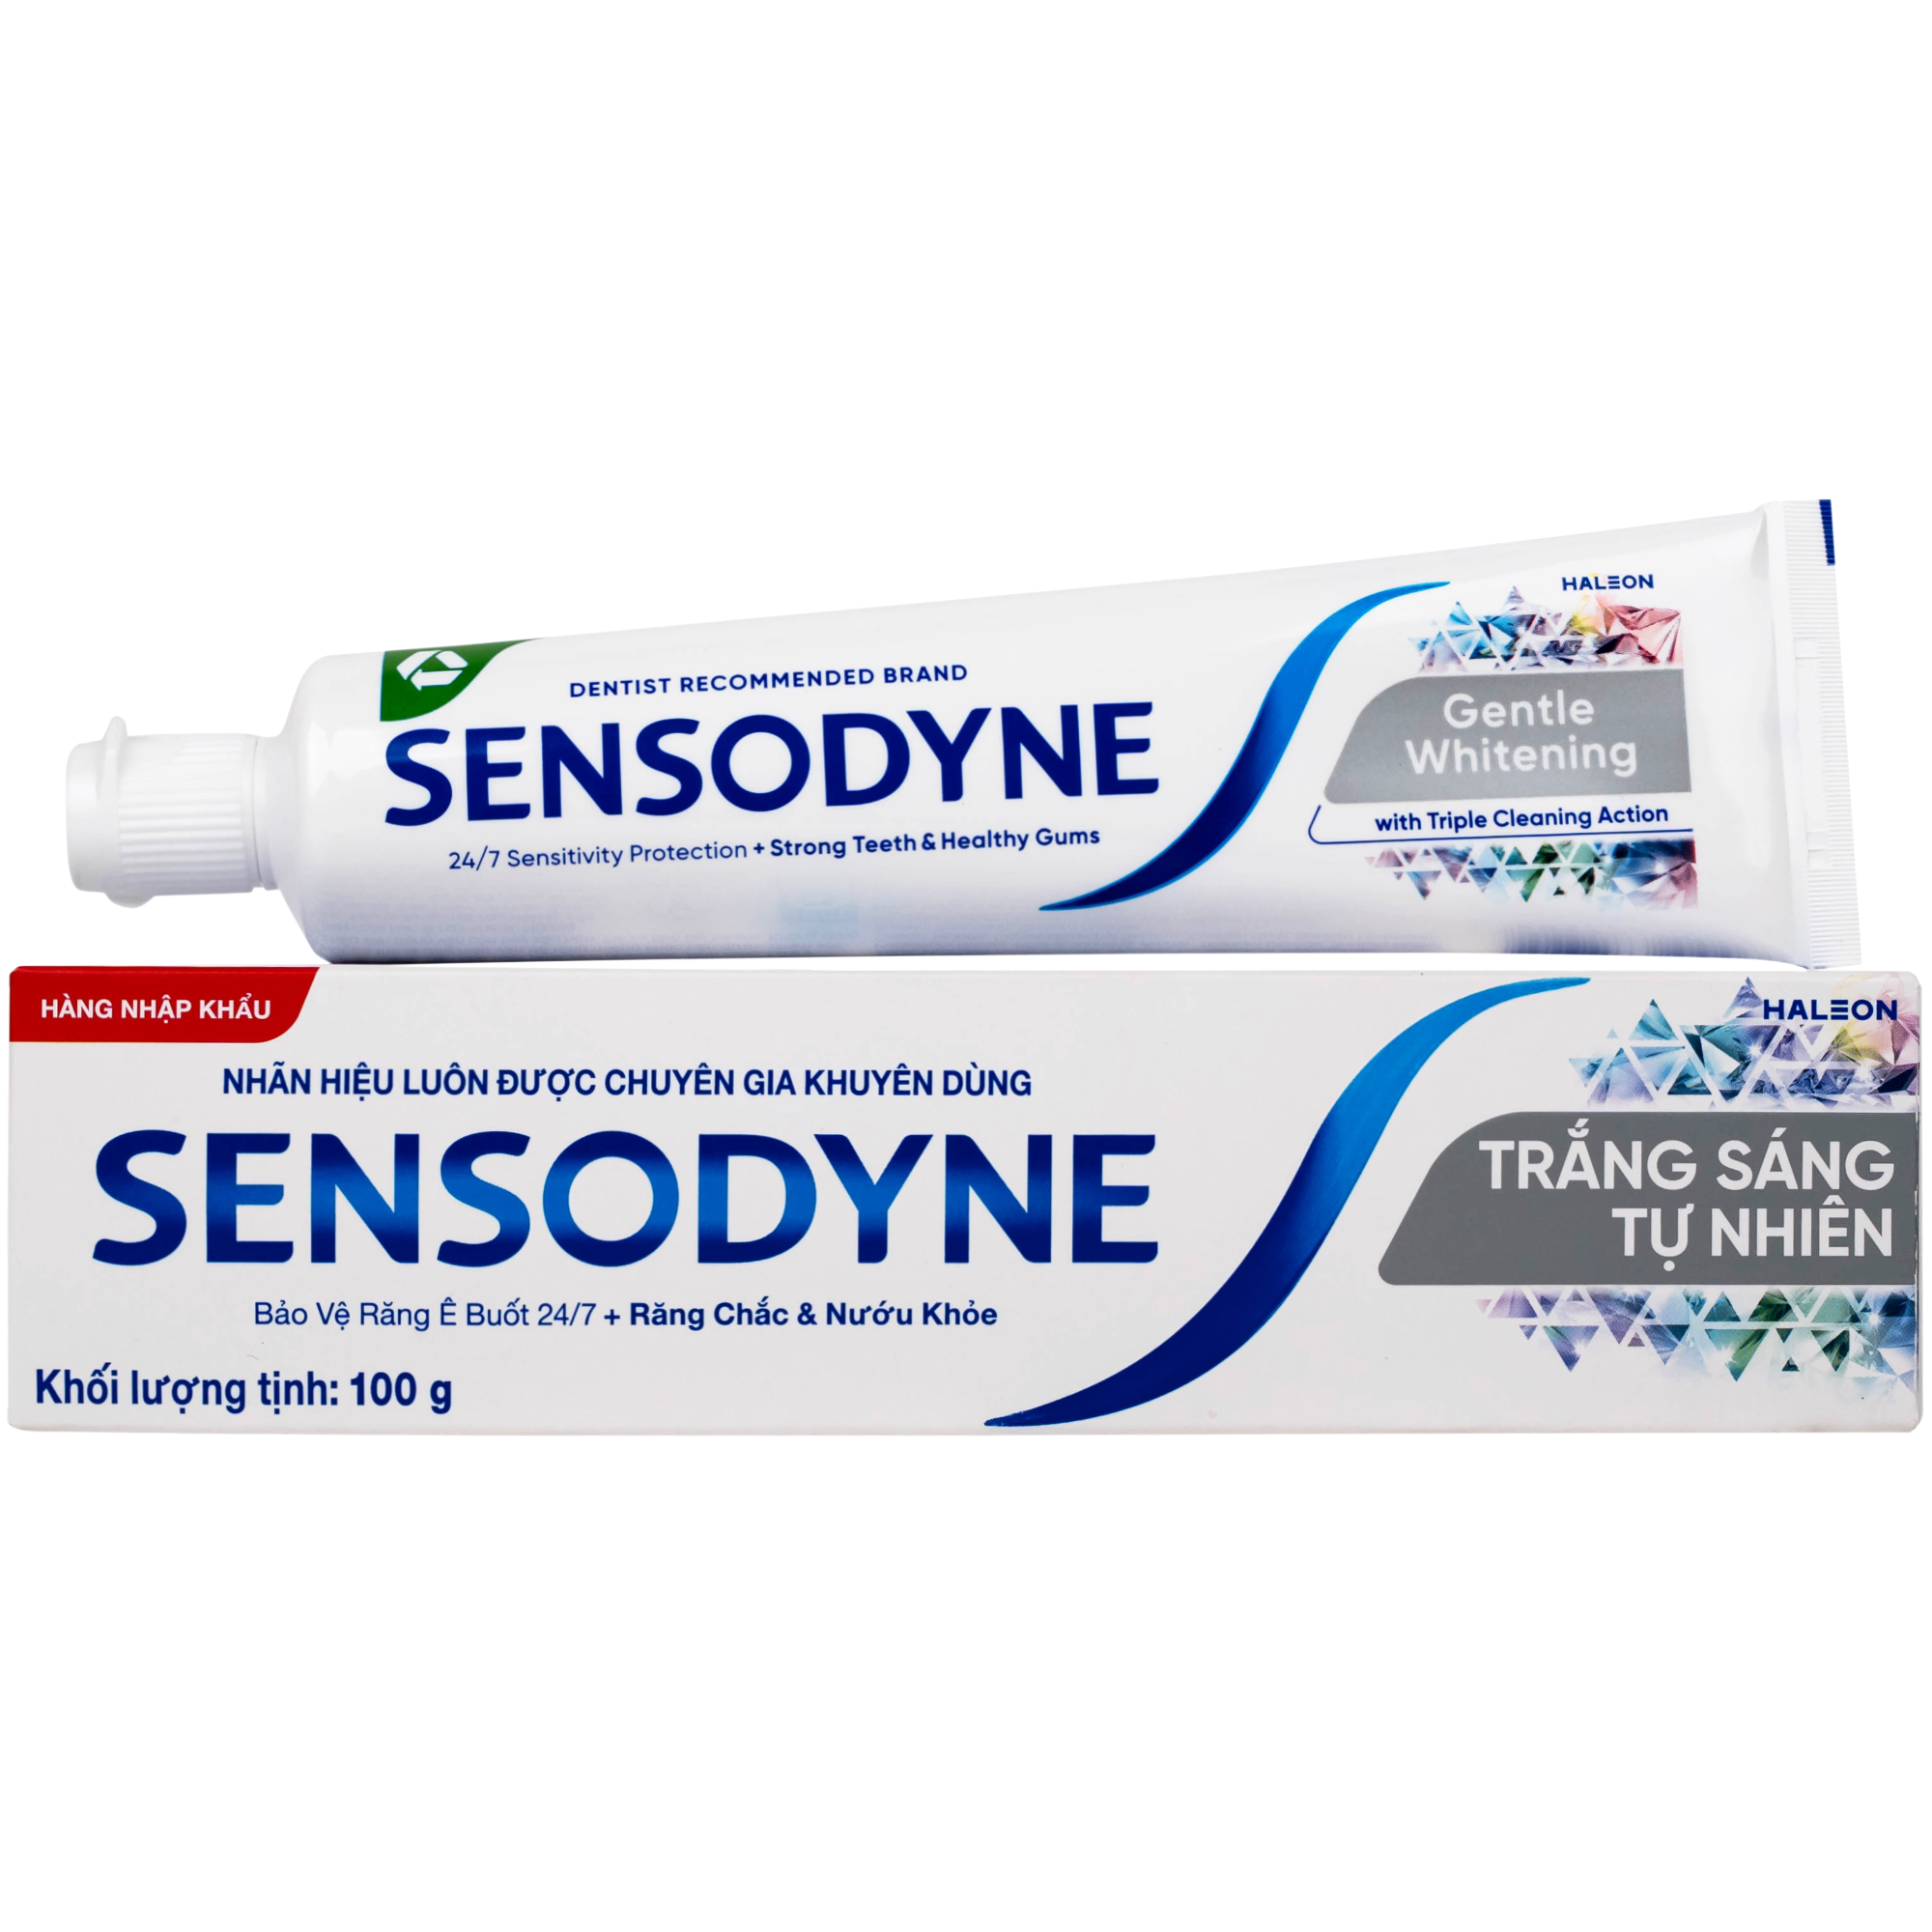 HALEON
DENTIST RECOMMENDED BRAND
SENSODYNE
24/7 Sensitivity Protection + Strong Teeth & Healthy Gums
Gentle
Whitening
with Triple Cleaning Action
HÀNG NHẬP KHẨU
HALEON
NHÃN HIỆU LUÔN ĐƯỢC CHUYÊN GIA KHUYÊN DÙNG
SENSODYNE
Bảo Vệ Răng Ê Buốt 24/7 + Răng Chắc & Nướu Khỏe
Khối lượng tịnh: 100 g
TRẮNG SÁNG
TỰ NHIÊN